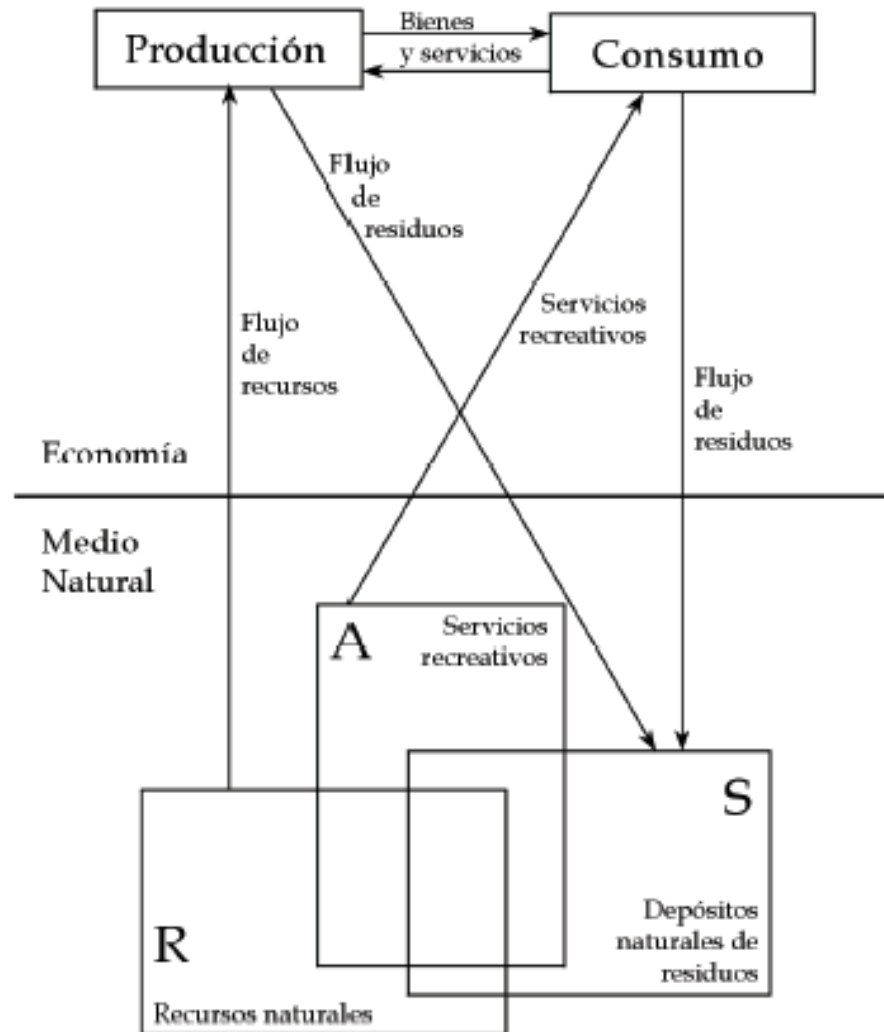 Producción
Bienes
y servicios
Consumo
Flujo
de
residuos
Servicios
recreativos
Flujo
de
recursos
Flujo
de
residuos
Economía
Medio
Natural
A
Servicios
recreativos
S
Depósitos
naturales de
residuos
R
Recursos naturales